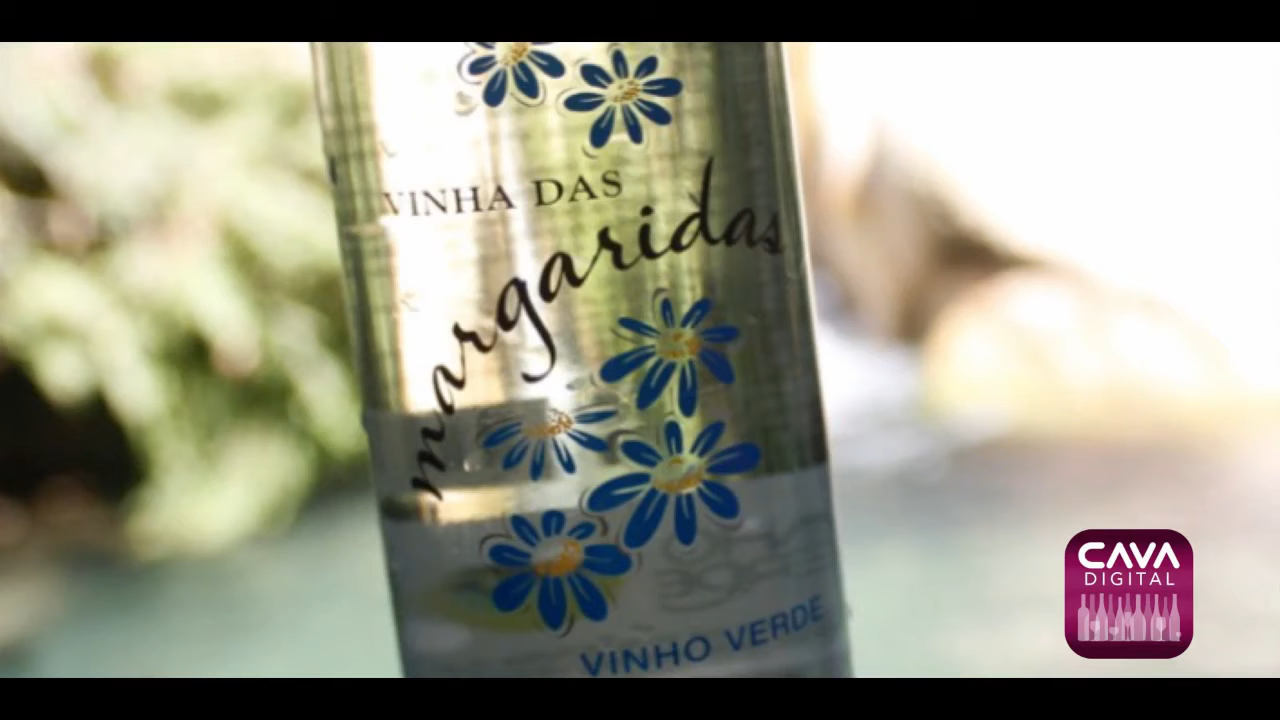 VINHA DAS
margaridas
VINHO VERDE
CAVA
DIGITAL